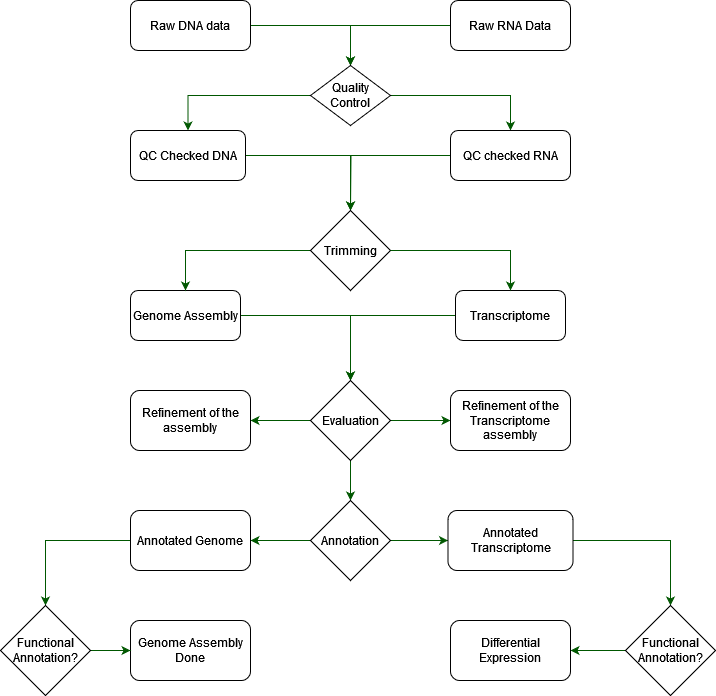 Raw DNA data
Raw RNA Data
Quality
Control
QC Checked DNA
QC checked RNA
Trimming
Genome Assembly
Transcriptome
Refinement of the
assembly
Evaluation
Refinement of the
Transcriptome
assembly
Annotated Genome
Annotation
Annotated
Transcriptome
Functional
Annotation?
Genome Assembly
Done
Differential
Expression
Functional
Annotation?